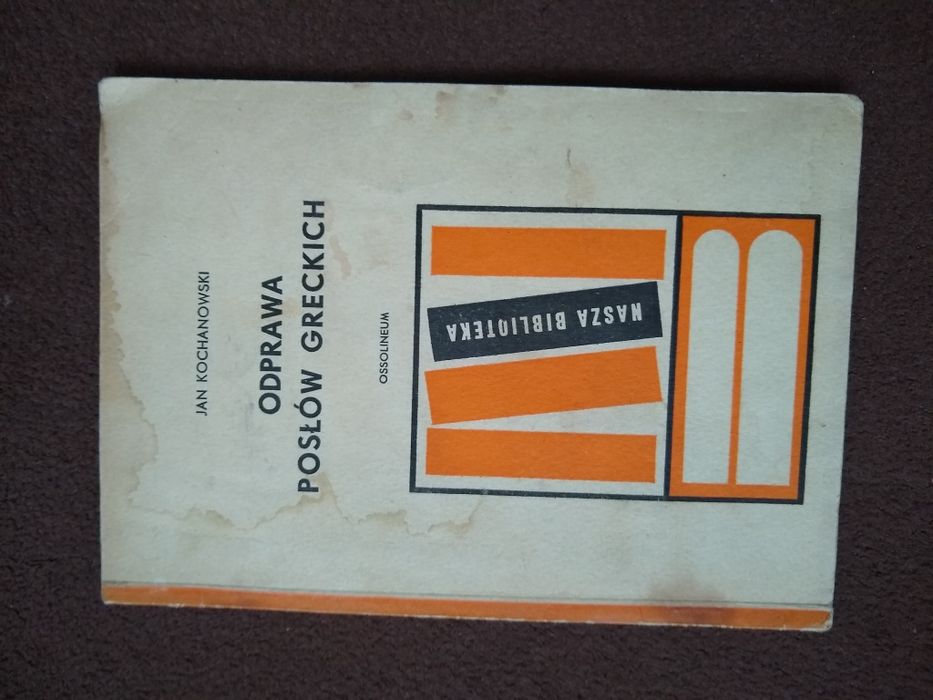 JAN KOCHANOWSKI
ODPRAWA
POSŁÓW GRECKICH
OSSOLINEUM
NASZA BIBLIOTEKA